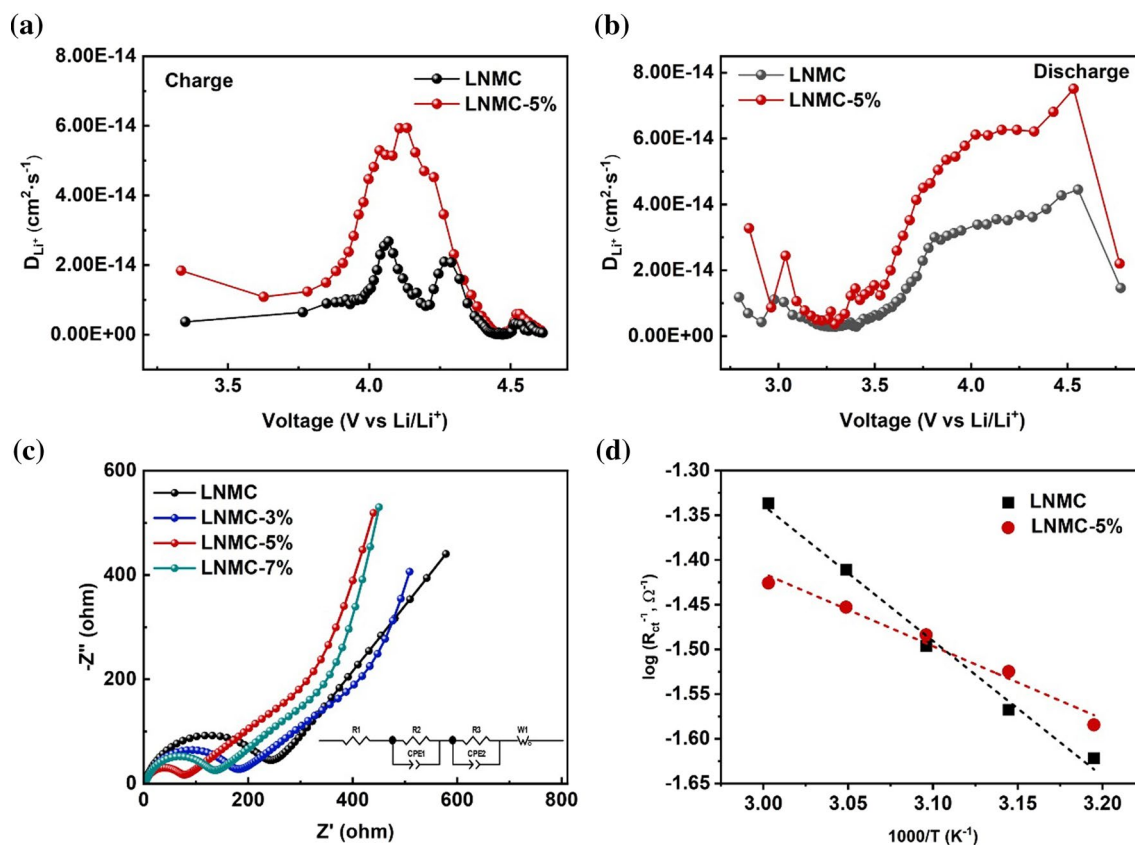 (a)
8.00E-14
6.00E-14
4.00E-14
2.00E-14
0.00E+00
D_Li⁺ (cm²·s⁻¹)
Charge
LNMC
LNMC-5%
3.5
4.0
4.5
Voltage (V vs Li/Li⁺)
(b)
8.00E-14
6.00E-14
4.00E-14
2.00E-14
0.00E+00
D_Li⁺ (cm²·s⁻¹)
LNMC
LNMC-5%
Discharge
3.0
3.5
4.0
4.5
Voltage (V vs Li/Li⁺)
(c)
600
400
200
0
-Z'' (ohm)
LNMC
LNMC-3%
LNMC-5%
LNMC-7%
R1
R2
CPE1
R3
CPE2
W1
0
200
400
600
800
Z' (ohm)
(d)
-1.30
-1.35
-1.40
-1.45
-1.50
-1.55
-1.60
-1.65
log (R_ct⁻¹, Ω⁻¹)
LNMC
LNMC-5%
3.00
3.05
3.10
3.15
3.20
1000/T (K⁻¹)